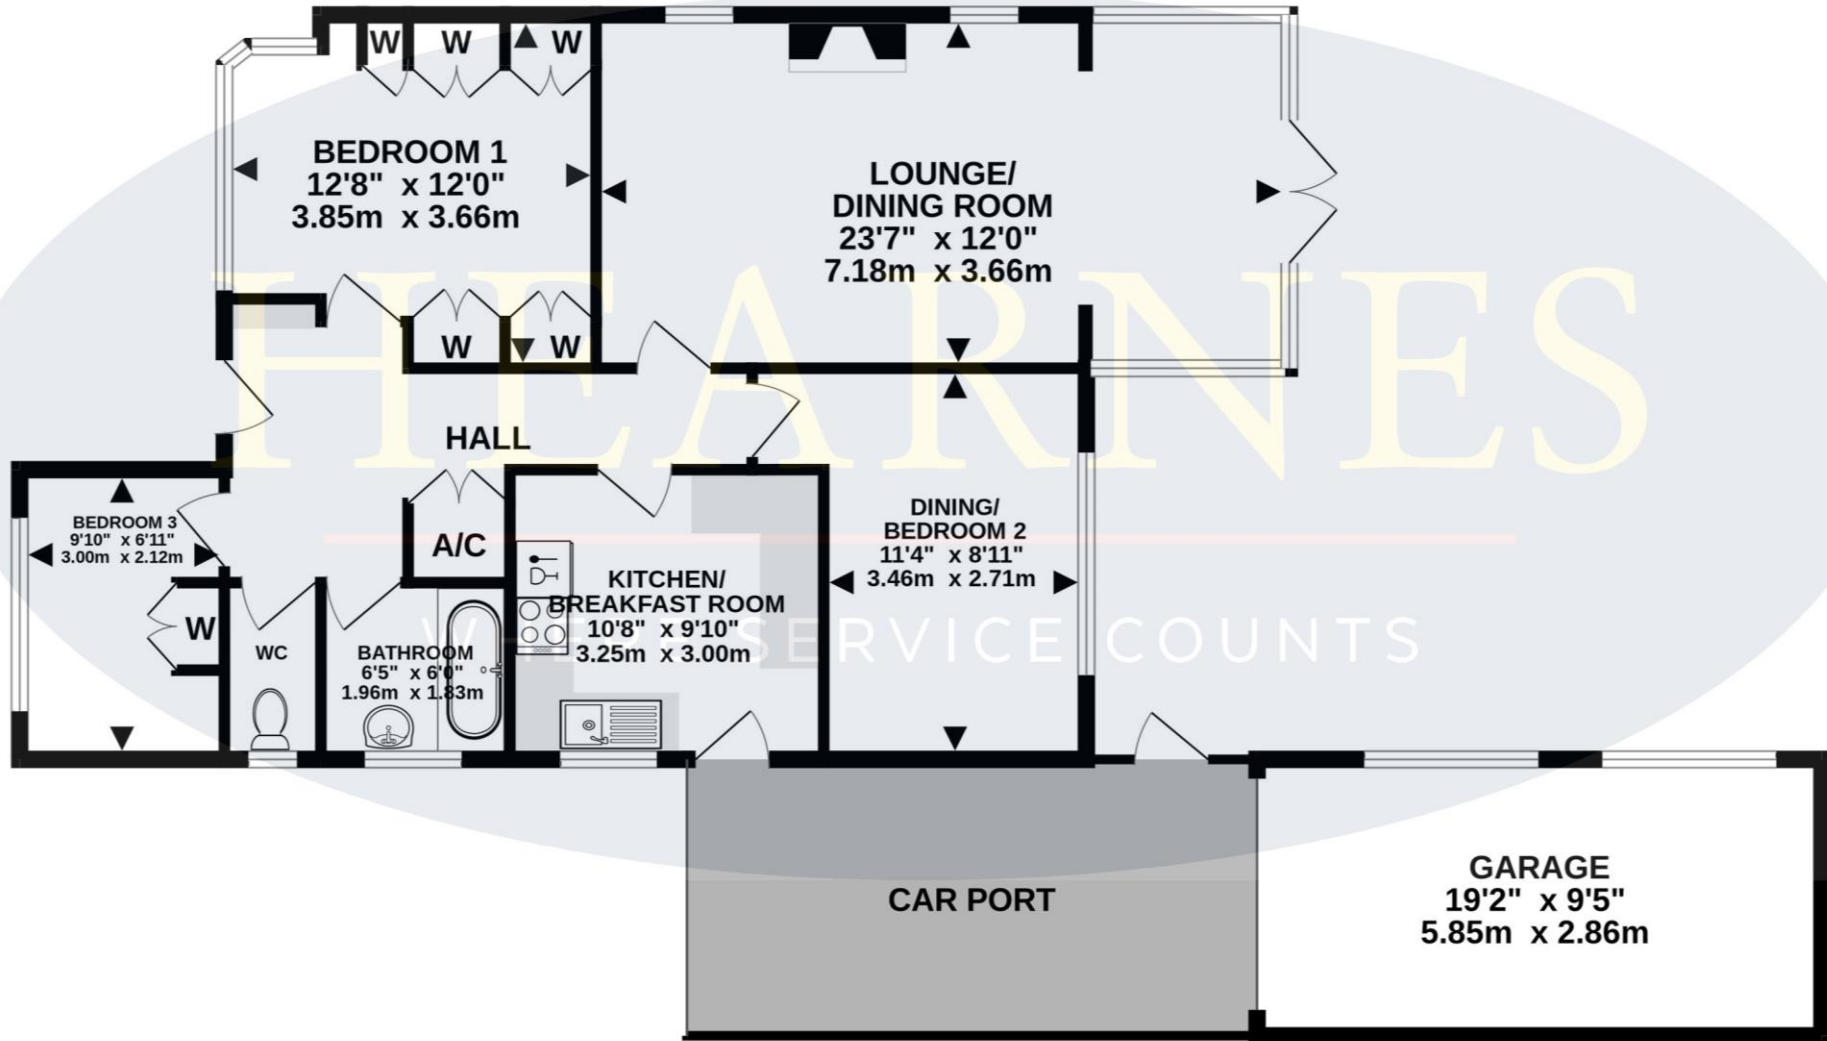 W
W
W
BEDROOM 1
12'8" x 12'0"
3.85m x 3.66m
LOUNGE/
DINING ROOM
23'7" x 12'0"
7.18m x 3.66m
W
W
HEARNES
HALL
BEDROOM 3
9'10" x 6'11"
3.00m x 2.12m
A/C
DINING/
BEDROOM 2
11'4" x 8'11"
3.46m x 2.71m
KITCHEN/
BREAKFAST ROOM
10'8" x 9'10"
3.25m x 3.00m
W
WC
BATHROOM
6'5" x 6'0"
1.96m x 1.83m
WHERE SERVICE COUNTS
CAR PORT
GARAGE
19'2" x 9'5"
5.85m x 2.86m